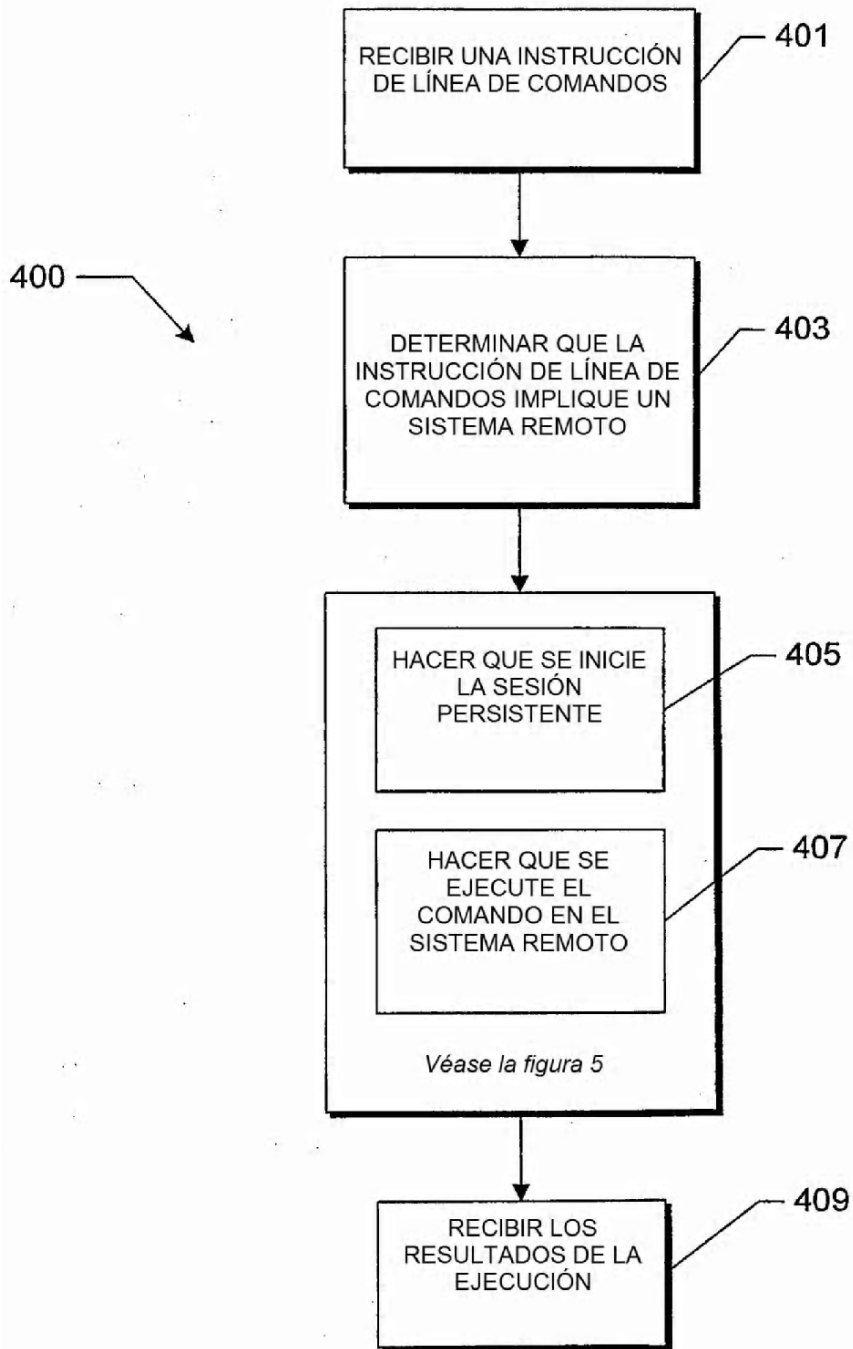 RECIBIR UNA INSTRUCCIÓN
DE LÍNEA DE COMANDOS
401
400
DETERMINAR QUE LA
INSTRUCCIÓN DE LÍNEA DE
COMANDOS IMPLIQUE UN
SISTEMA REMOTO
403
HACER QUE SE INICIE
LA SESIÓN
PERSISTENTE
405
HACER QUE SE
EJECUTE EL
COMANDO EN EL
SISTEMA REMOTO
407
Véase la figura 5
RECIBIR LOS
RESULTADOS DE LA
EJECUCIÓN
409